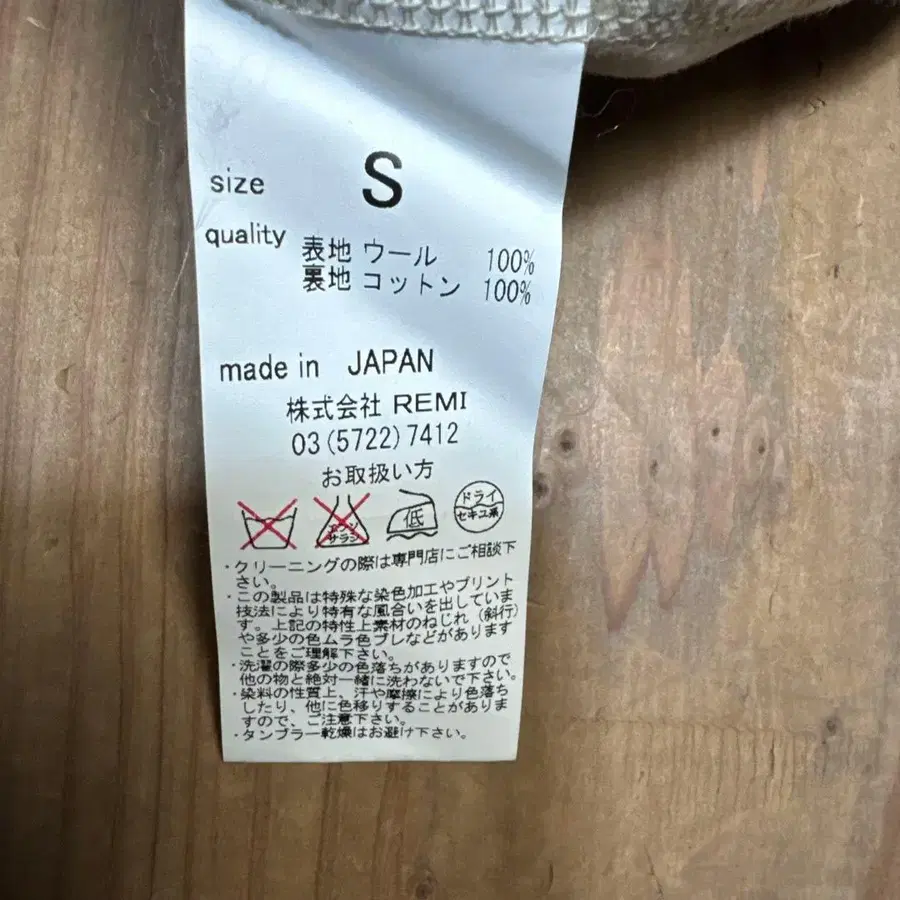 size S
quality 表地 ウール 100%
裏地 コットン 100%
made in JAPAN
株式会社 REMI
03(5722)7412
お取扱い方
エンソ
サラシ
低
ドライ
セキユ系
・クリーニングの際は専門店にご相談下
さい。
・この製品は特殊な染色加工やプリント
技法により特有な風合いを出していま
す。上記の特性上素材のねじれ（斜行）
や多少の色ムラ色ブレなどがあります
ことをご理解下さい。
・洗濯の際多少の色落ちがありますので
他の物と絶対一緒に洗わないで下さい。
・染料の性質上、汗や摩擦により色落ち
したり、他に色移りすることがありま
すので、ご注意下さい。
・タンブラー乾燥はお避け下さい。